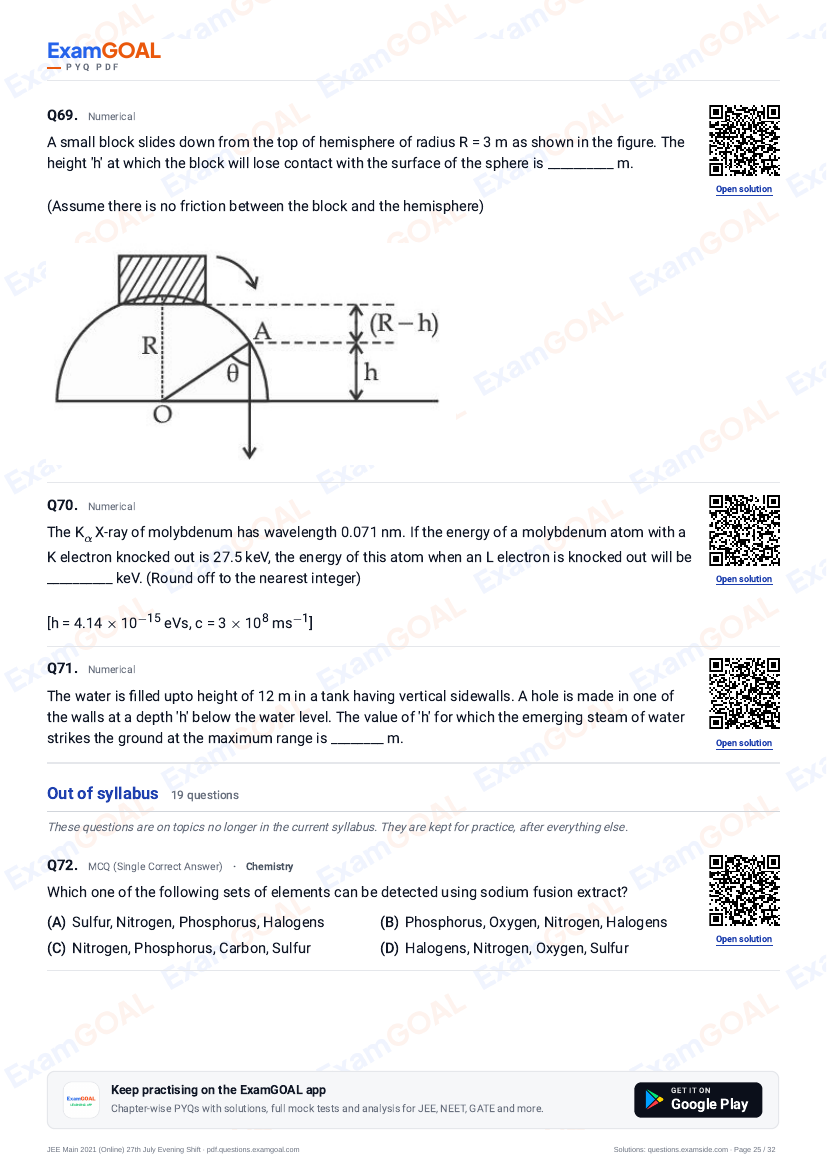 ExamGOAL
PYQ PDF
Q69. Numerical
A small block slides down from the top of hemisphere of radius R = 3 m as shown in the figure. The
height 'h' at which the block will lose contact with the surface of the sphere is __________ m.
Open solution
(Assume there is no friction between the block and the hemisphere)
R
A
θ
O
(R − h)
h
Q70. Numerical
The K_α X-ray of molybdenum has wavelength 0.071 nm. If the energy of a molybdenum atom with a
K electron knocked out is 27.5 keV, the energy of this atom when an L electron is knocked out will be
__________ keV. (Round off to the nearest integer)
Open solution
[h = 4.14 × 10⁻¹⁵ eVs, c = 3 × 10⁸ ms⁻¹]
Q71. Numerical
The water is filled upto height of 12 m in a tank having vertical sidewalls. A hole is made in one of
the walls at a depth 'h' below the water level. The value of 'h' for which the emerging steam of water
strikes the ground at the maximum range is ________ m.
Open solution
Out of syllabus 19 questions
These questions are on topics no longer in the current syllabus. They are kept for practice, after everything else.
Q72. MCQ (Single Correct Answer) · Chemistry
Which one of the following sets of elements can be detected using sodium fusion extract?
(A) Sulfur, Nitrogen, Phosphorus, Halogens (B) Phosphorus, Oxygen, Nitrogen, Halogens
(C) Nitrogen, Phosphorus, Carbon, Sulfur (D) Halogens, Nitrogen, Oxygen, Sulfur
Open solution
ExamGOAL
Keep practising on the ExamGOAL app
Chapter-wise PYQs with solutions, full mock tests and analysis for JEE, NEET, GATE and more.
GET IT ON
Google Play
JEE Main 2021 (Online) 27th July Evening Shift · pdf.questions.examgoal.com Solutions: questions.examside.com · Page 25 / 32